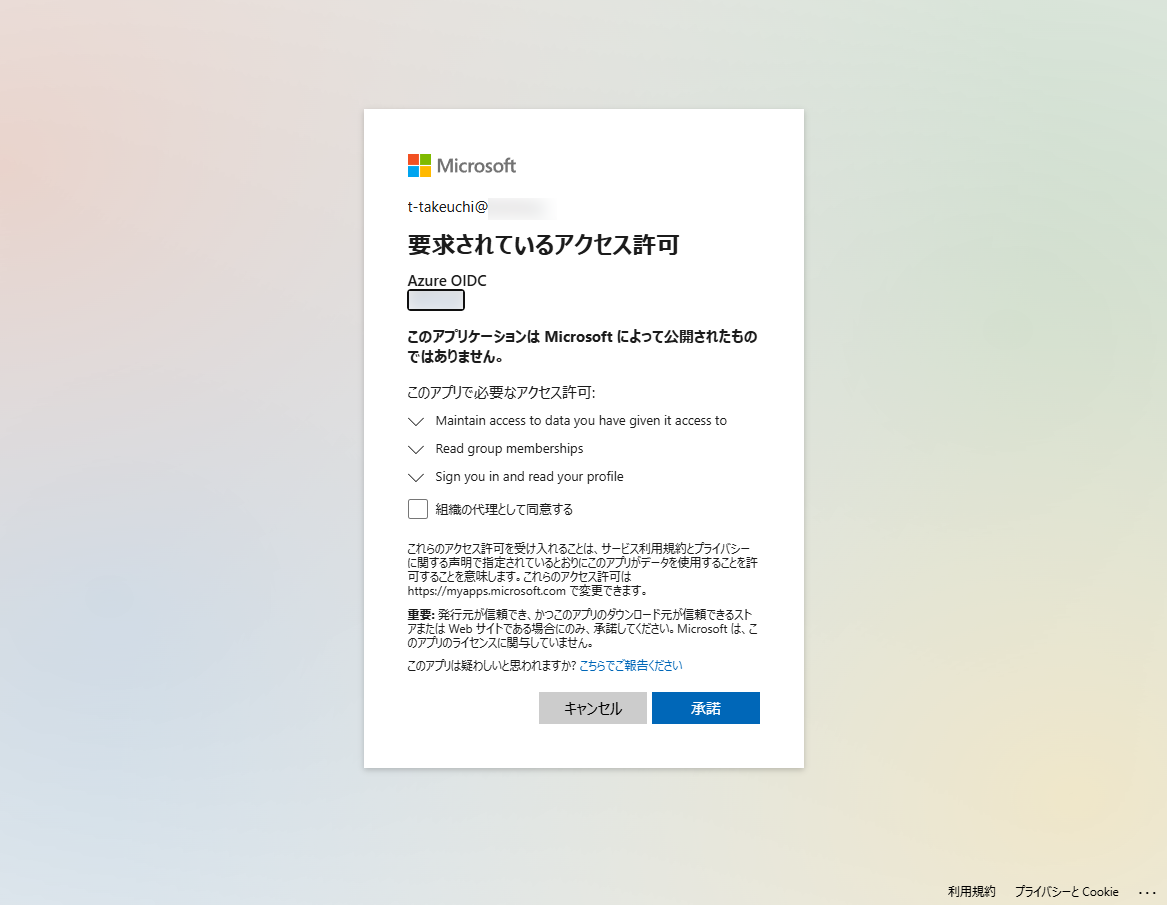 Microsoft
t-takeuchi@
要求されているアクセス許可
Azure OIDC
このアプリケーションは Microsoft によって公開されたもの
ではありません。
このアプリで必要なアクセス許可:
Maintain access to data you have given it access to
Read group memberships
Sign you in and read your profile
組織の代理として同意する
これらのアクセス許可を受け入れることは、サービス利用規約とプライバシー
に関する声明で指定されているとおりにこのアプリがデータを使用することを許
可することを意味します。これらのアクセス許可は
https://myapps.microsoft.com で変更できます。
重要: 発行元が信頼でき、かつこのアプリのダウンロード元が信頼できるスト
アまたは Web サイトである場合にのみ、承諾してください。Microsoft は、こ
のアプリのライセンスに関与していません。
このアプリは疑わしいと思われますか? こちらでご報告ください
キャンセル 承諾
利用規約 プライバシーと Cookie ...